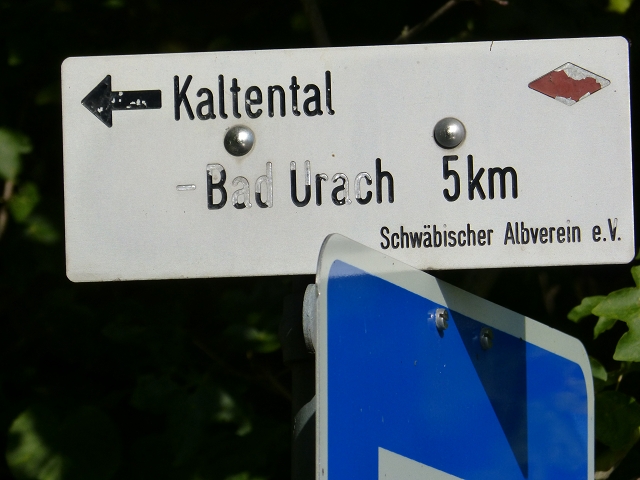 Kaltental
-Bad Urach 5km
Schwäbischer Albverein e.V.